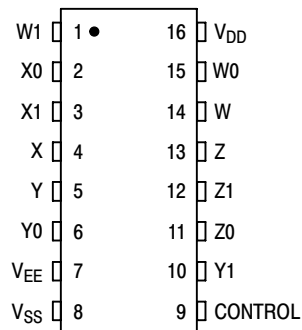 W1 1 16 VDD
X0 2 15 W0
X1 3 14 W
X 4 13 Z
Y 5 12 Z1
Y0 6 11 Z0
VEE 7 10 Y1
VSS 8 9 CONTROL